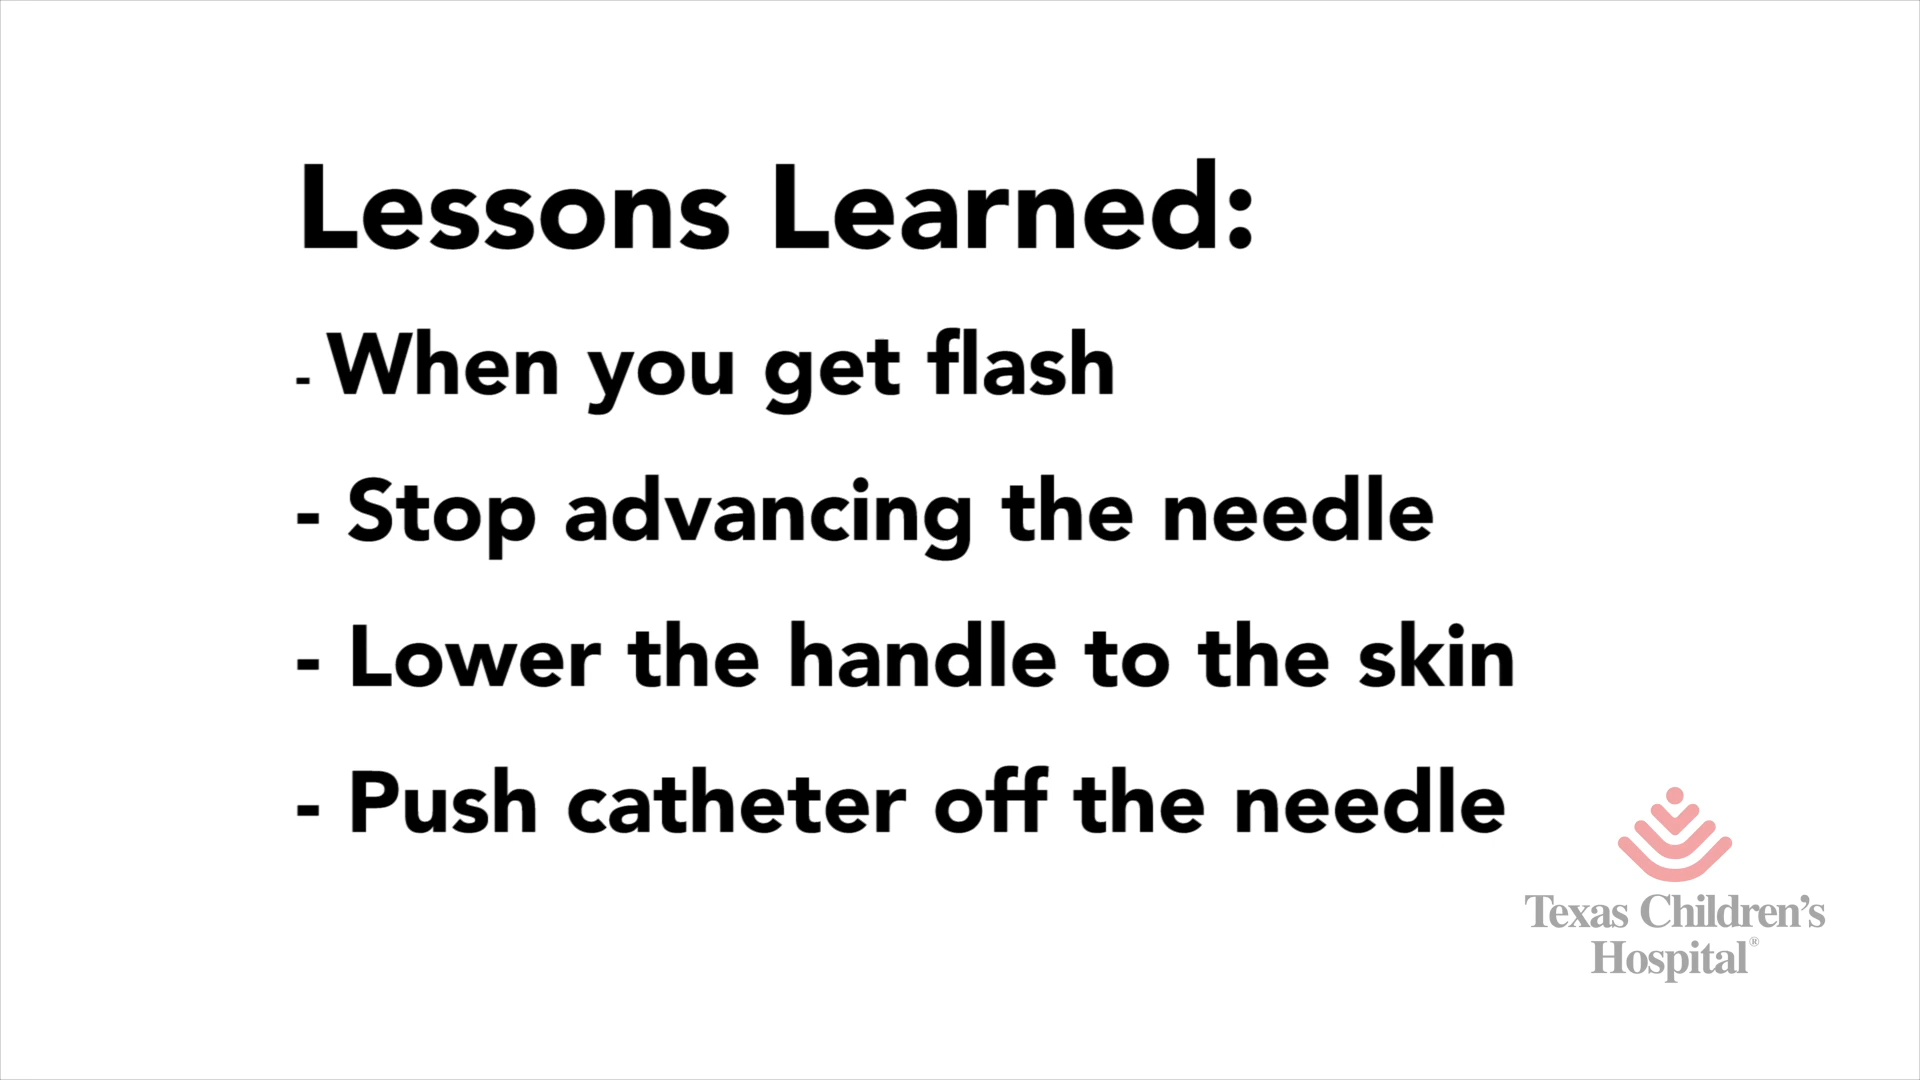 Lessons Learned:
- When you get flash
- Stop advancing the needle
- Lower the handle to the skin
- Push catheter off the needle
Texas Children's
Hospital®